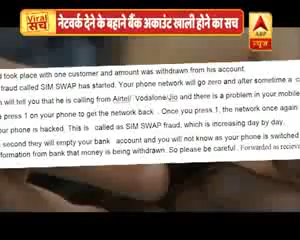 वायरल
सच
नेटवर्क देने के बहाने बैंक अकाउंट खाली होने का सच
abp
न्यूज़
took place with one customer and amount was withdrawn from his account.
fraud called SIM SWAP has started. Your phone network will go zero and after sometime a
will tell you that he is calling from Airtel/ Vodafone/Jio and there is a problem in your mobile
press 1 on your phone to get the network back . Once you press 1, the network once again
our phone is hacked. This is called as SIM SWAP fraud, which is increasing day by day.
second they will empty your bank account and you will not know as your phone is switched
formation from bank that money is being withdrawn. So please be careful . Forwarded as